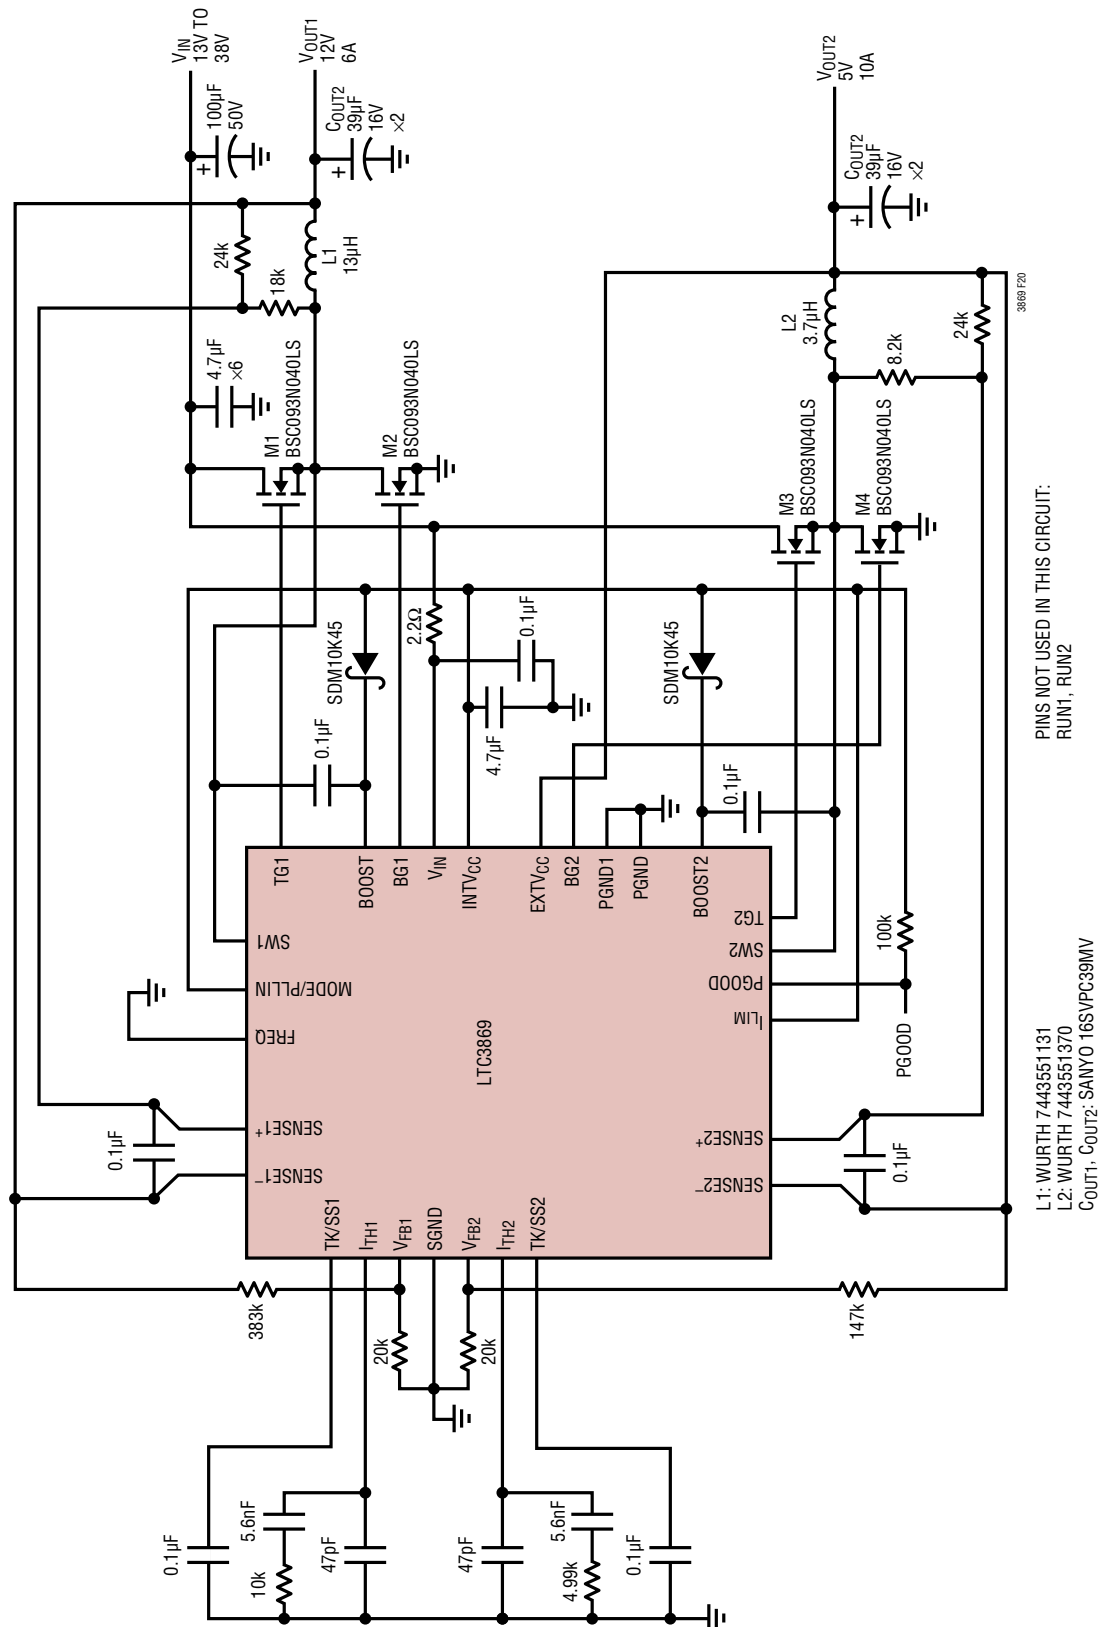 VIN
13V TO
38V
VOUT1
12V
6A
100µF
50V
COUT2
39µF
16V
×2
24k
18k
L1
13µH
4.7µF
×6
M1
BSC093N040LS
M2
BSC093N040LS
VOUT2
5V
10A
COUT2
39µF
16V
×2
L2
3.7µH
8.2k
24k
3869 F20
M3
BSC093N040LS
M4
BSC093N040LS
SDM10K45
0.1µF
2.2Ω
0.1µF
4.7µF
SDM10K45
0.1µF
100k
TG1
BOOST
BG1
VIN
INTVCC
EXTVCC
BG2
PGND1
PGND
BOOST2
SW1
MODE/PLLIN
FREQ
SENSE1+
SENSE1–
LTC3869
TG2
SW2
PGOOD
ILIM
SENSE2+
SENSE2–
PGOOD
0.1µF
0.1µF
TK/SS1
ITH1
VFB1
SGND
VFB2
ITH2
TK/SS2
383k
20k
20k
147k
0.1µF
5.6nF
10k
47pF
47pF
5.6nF
4.99k
0.1µF
PINS NOT USED IN THIS CIRCUIT:
RUN1, RUN2
L1: WURTH 7443551131
L2: WURTH 7443551370
COUT1, COUT2: SANYO 16SVPC39MV